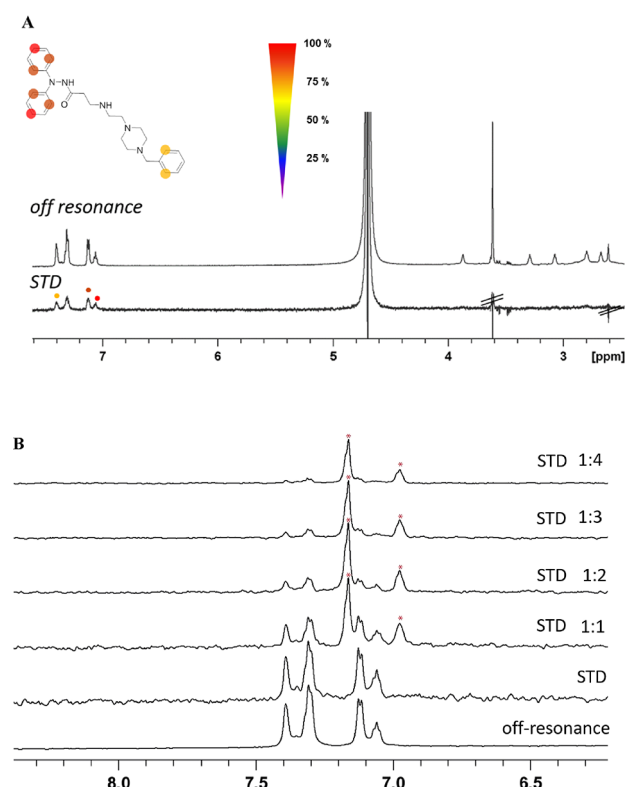 A
N
NH
O
NH
N
N
100 %
75 %
50 %
25 %
off resonance
STD
7
6
5
4
3
[ppm]
B
* STD 1:4
*
* STD 1:3
*
* STD 1:2
*
* STD 1:1
*
STD
off-resonance
8.0
7.5
7.0
6.5